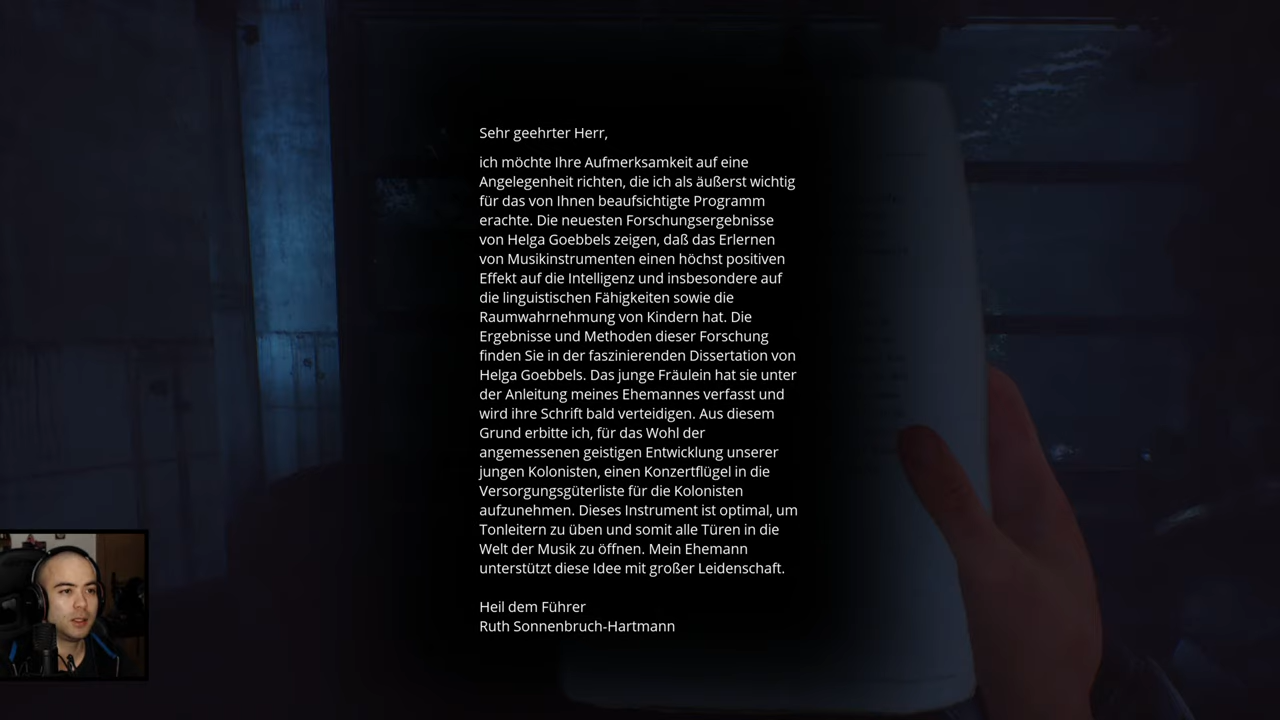 Sehr geehrter Herr,
ich möchte Ihre Aufmerksamkeit auf eine
Angelegenheit richten, die ich als äußerst wichtig
für das von Ihnen beaufsichtigte Programm
erachte. Die neuesten Forschungsergebnisse
von Helga Goebbels zeigen, daß das Erlernen
von Musikinstrumenten einen höchst positiven
Effekt auf die Intelligenz und insbesondere auf
die linguistischen Fähigkeiten sowie die
Raumwahrnehmung von Kindern hat. Die
Ergebnisse und Methoden dieser Forschung
finden Sie in der faszinierenden Dissertation von
Helga Goebbels. Das junge Fräulein hat sie unter
der Anleitung meines Ehemannes verfasst und
wird ihre Schrift bald verteidigen. Aus diesem
Grund erbitte ich, für das Wohl der
angemessenen geistigen Entwicklung unserer
jungen Kolonisten, einen Konzertflügel in die
Versorgungsgüterliste für die Kolonisten
aufzunehmen. Dieses Instrument ist optimal, um
Tonleitern zu üben und somit alle Türen in die
Welt der Musik zu öffnen. Mein Ehemann
unterstützt diese Idee mit großer Leidenschaft.
Heil dem Führer
Ruth Sonnenbruch-Hartmann